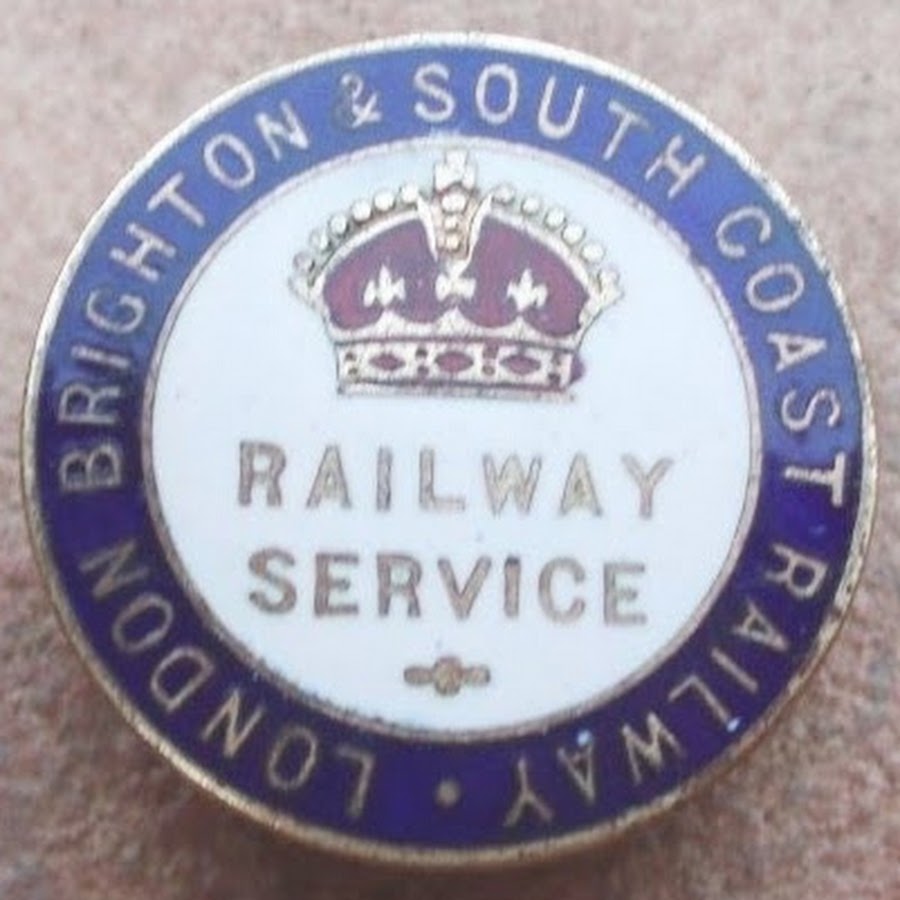 LONDON BRIGHTON & SOUTH COAST RAILWAY •
RAILWAY
SERVICE